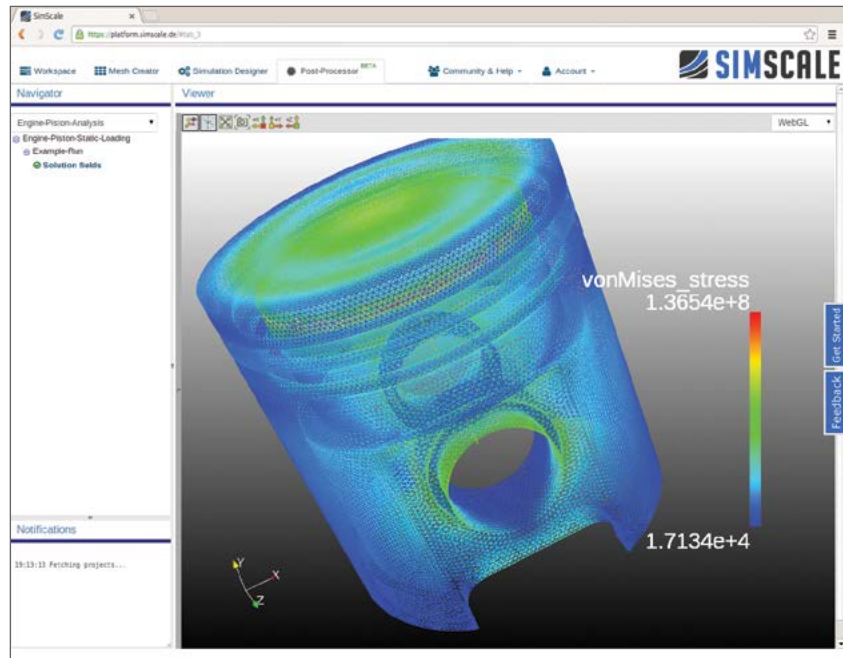 SimScale
https://platform.simscale.de/#tab_3
Workspace
Mesh Creator
Simulation Designer
Post-Processor BETA
Community & Help
Account
SIMSCALE
Navigator
Viewer
Engine-Piston-Analysis
WebGL
Engine-Piston-Static-Loading
Example-Run
Solution fields
vonMises_stress
1.3654e+8
Get Started
Feedback
1.7134e+4
Notifications
19:13:13 Fetching projects...
Y
X
Z